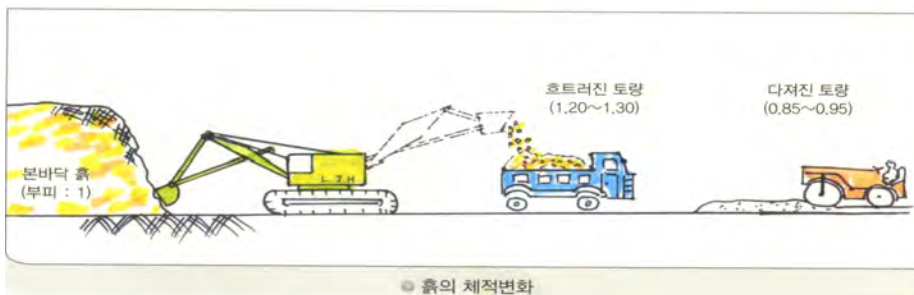 흐트러진 토량
(1.20~1.30)
다져진 토량
(0.85~0.95)
본바닥 흙
(부피 : 1)
L J H
흙의 체적변화